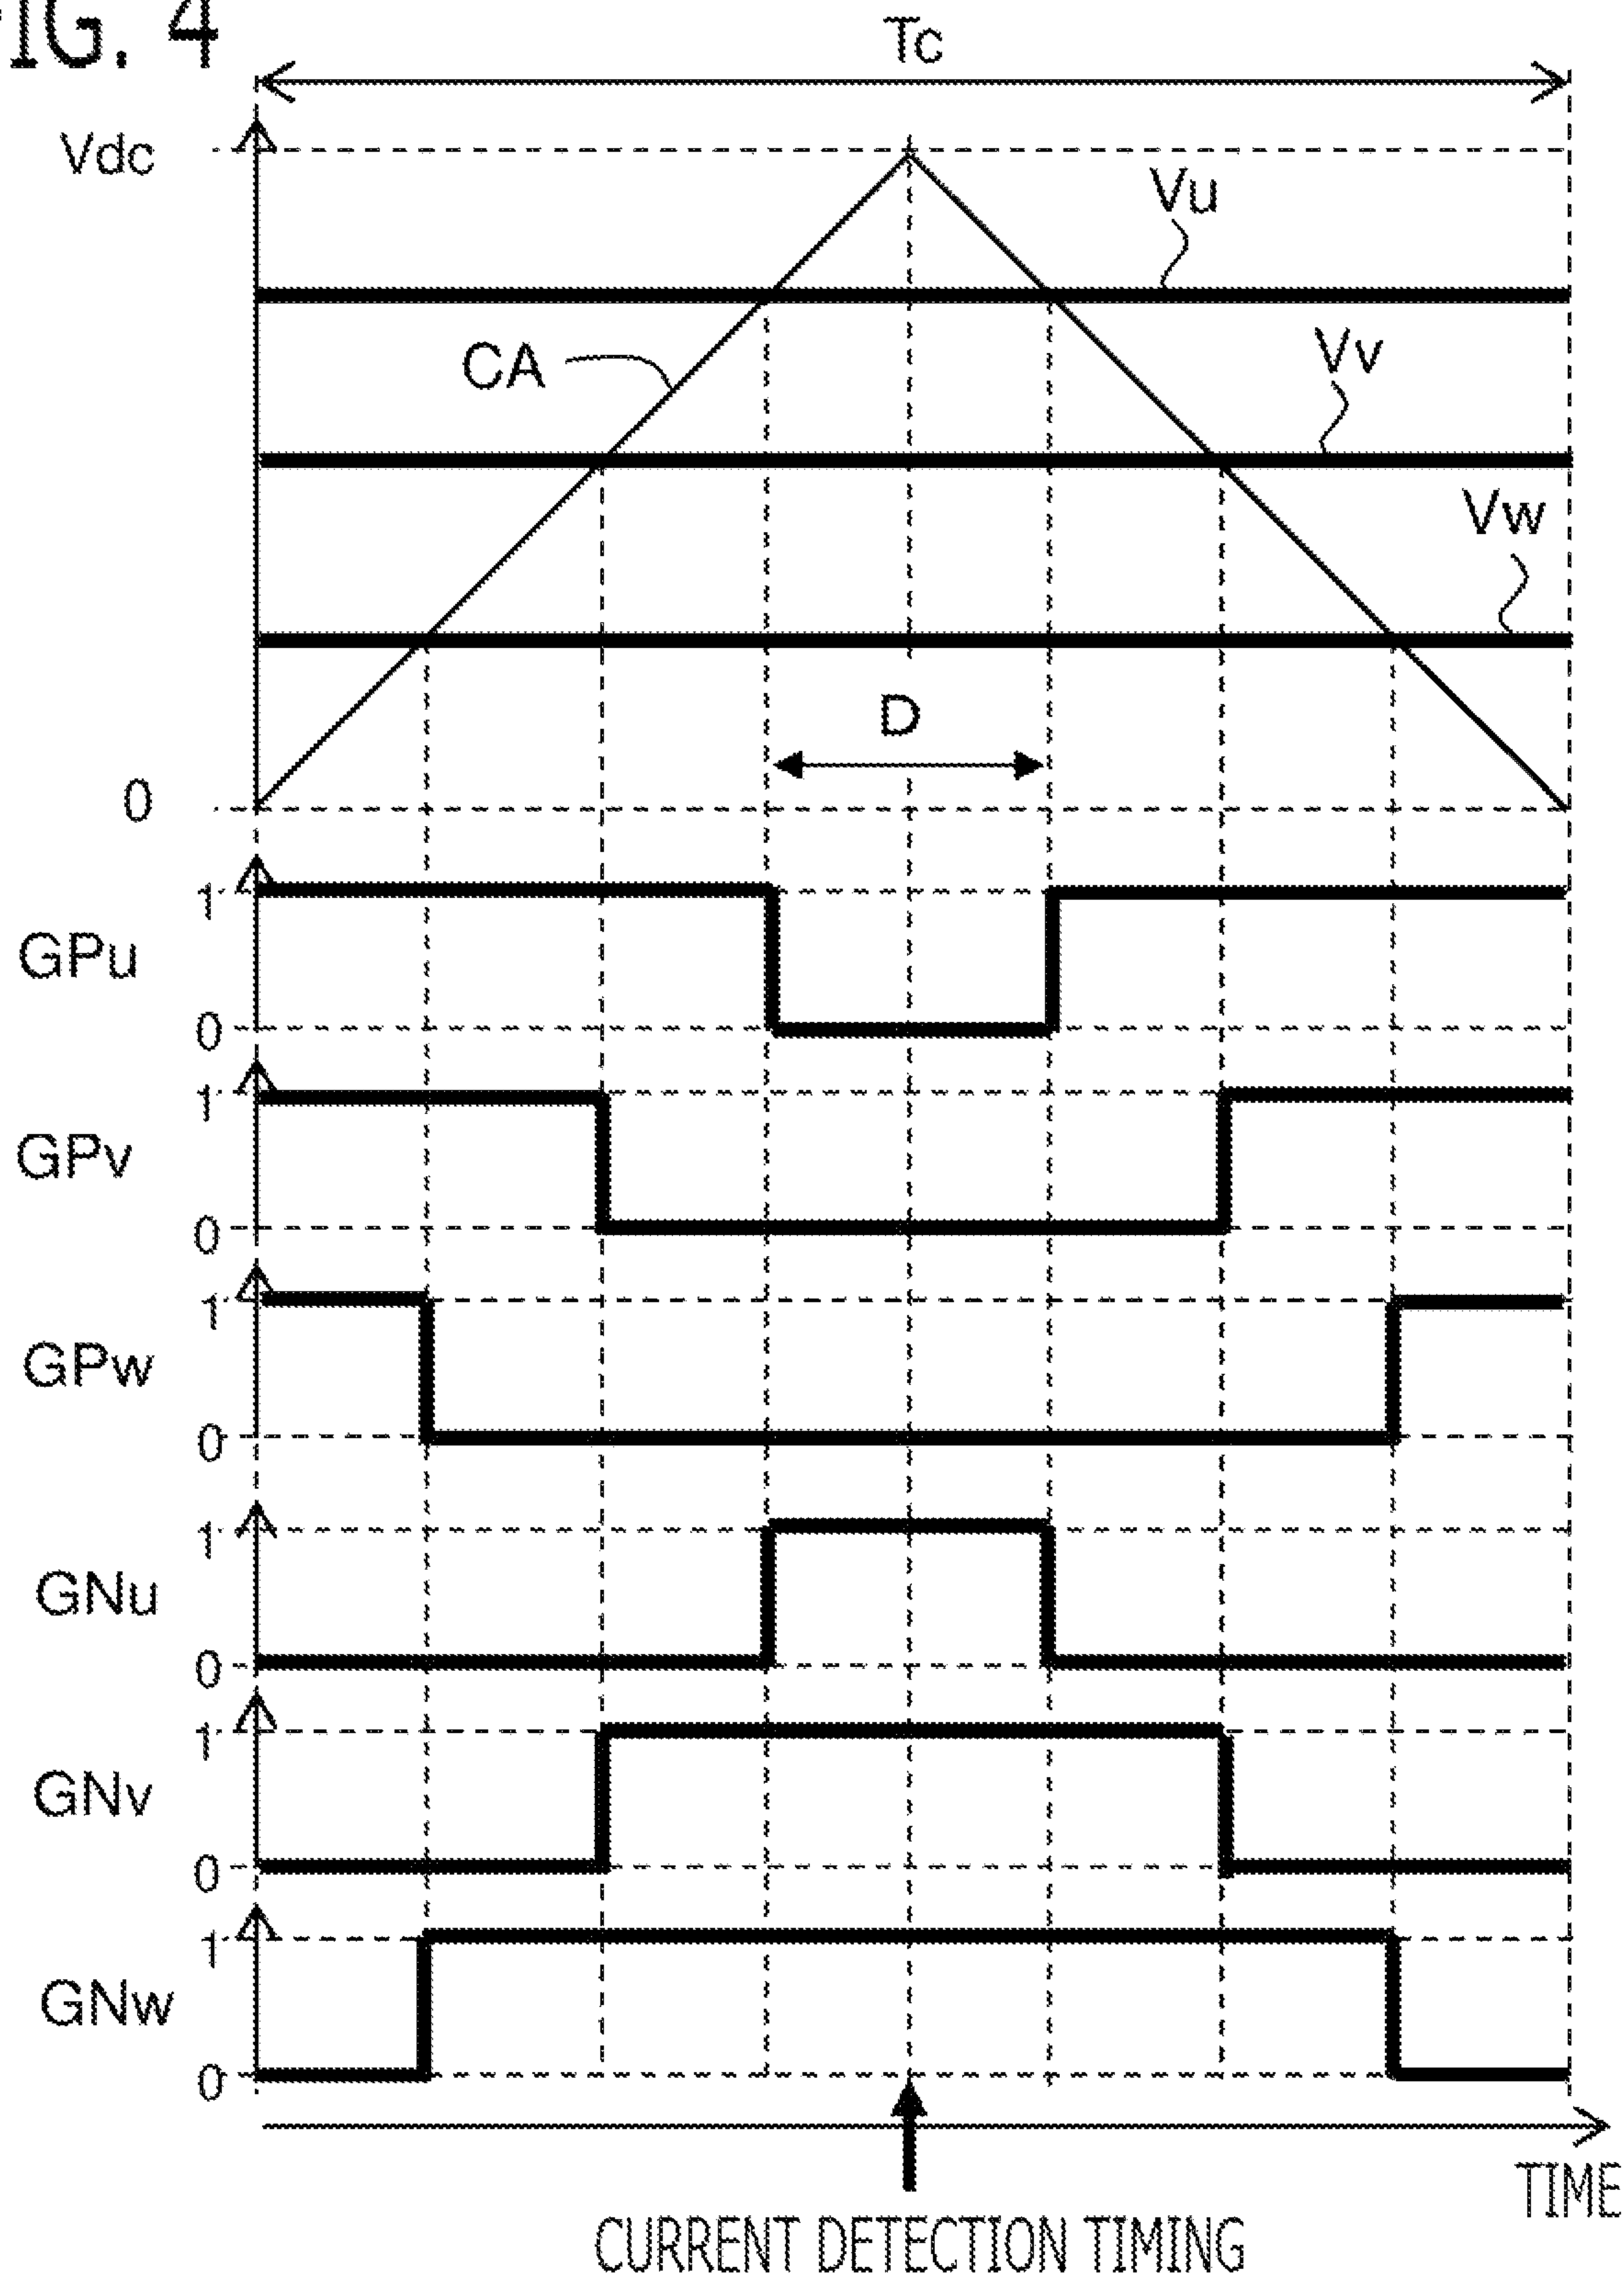 FIG. 4
Tc
Vdc
Vu
CA
Vv
Vw
D
0
1
GPu
0
1
GPv
0
1
GPw
0
1
GNu
0
1
GNv
0
1
GNw
0
TIME
CURRENT DETECTION TIMING